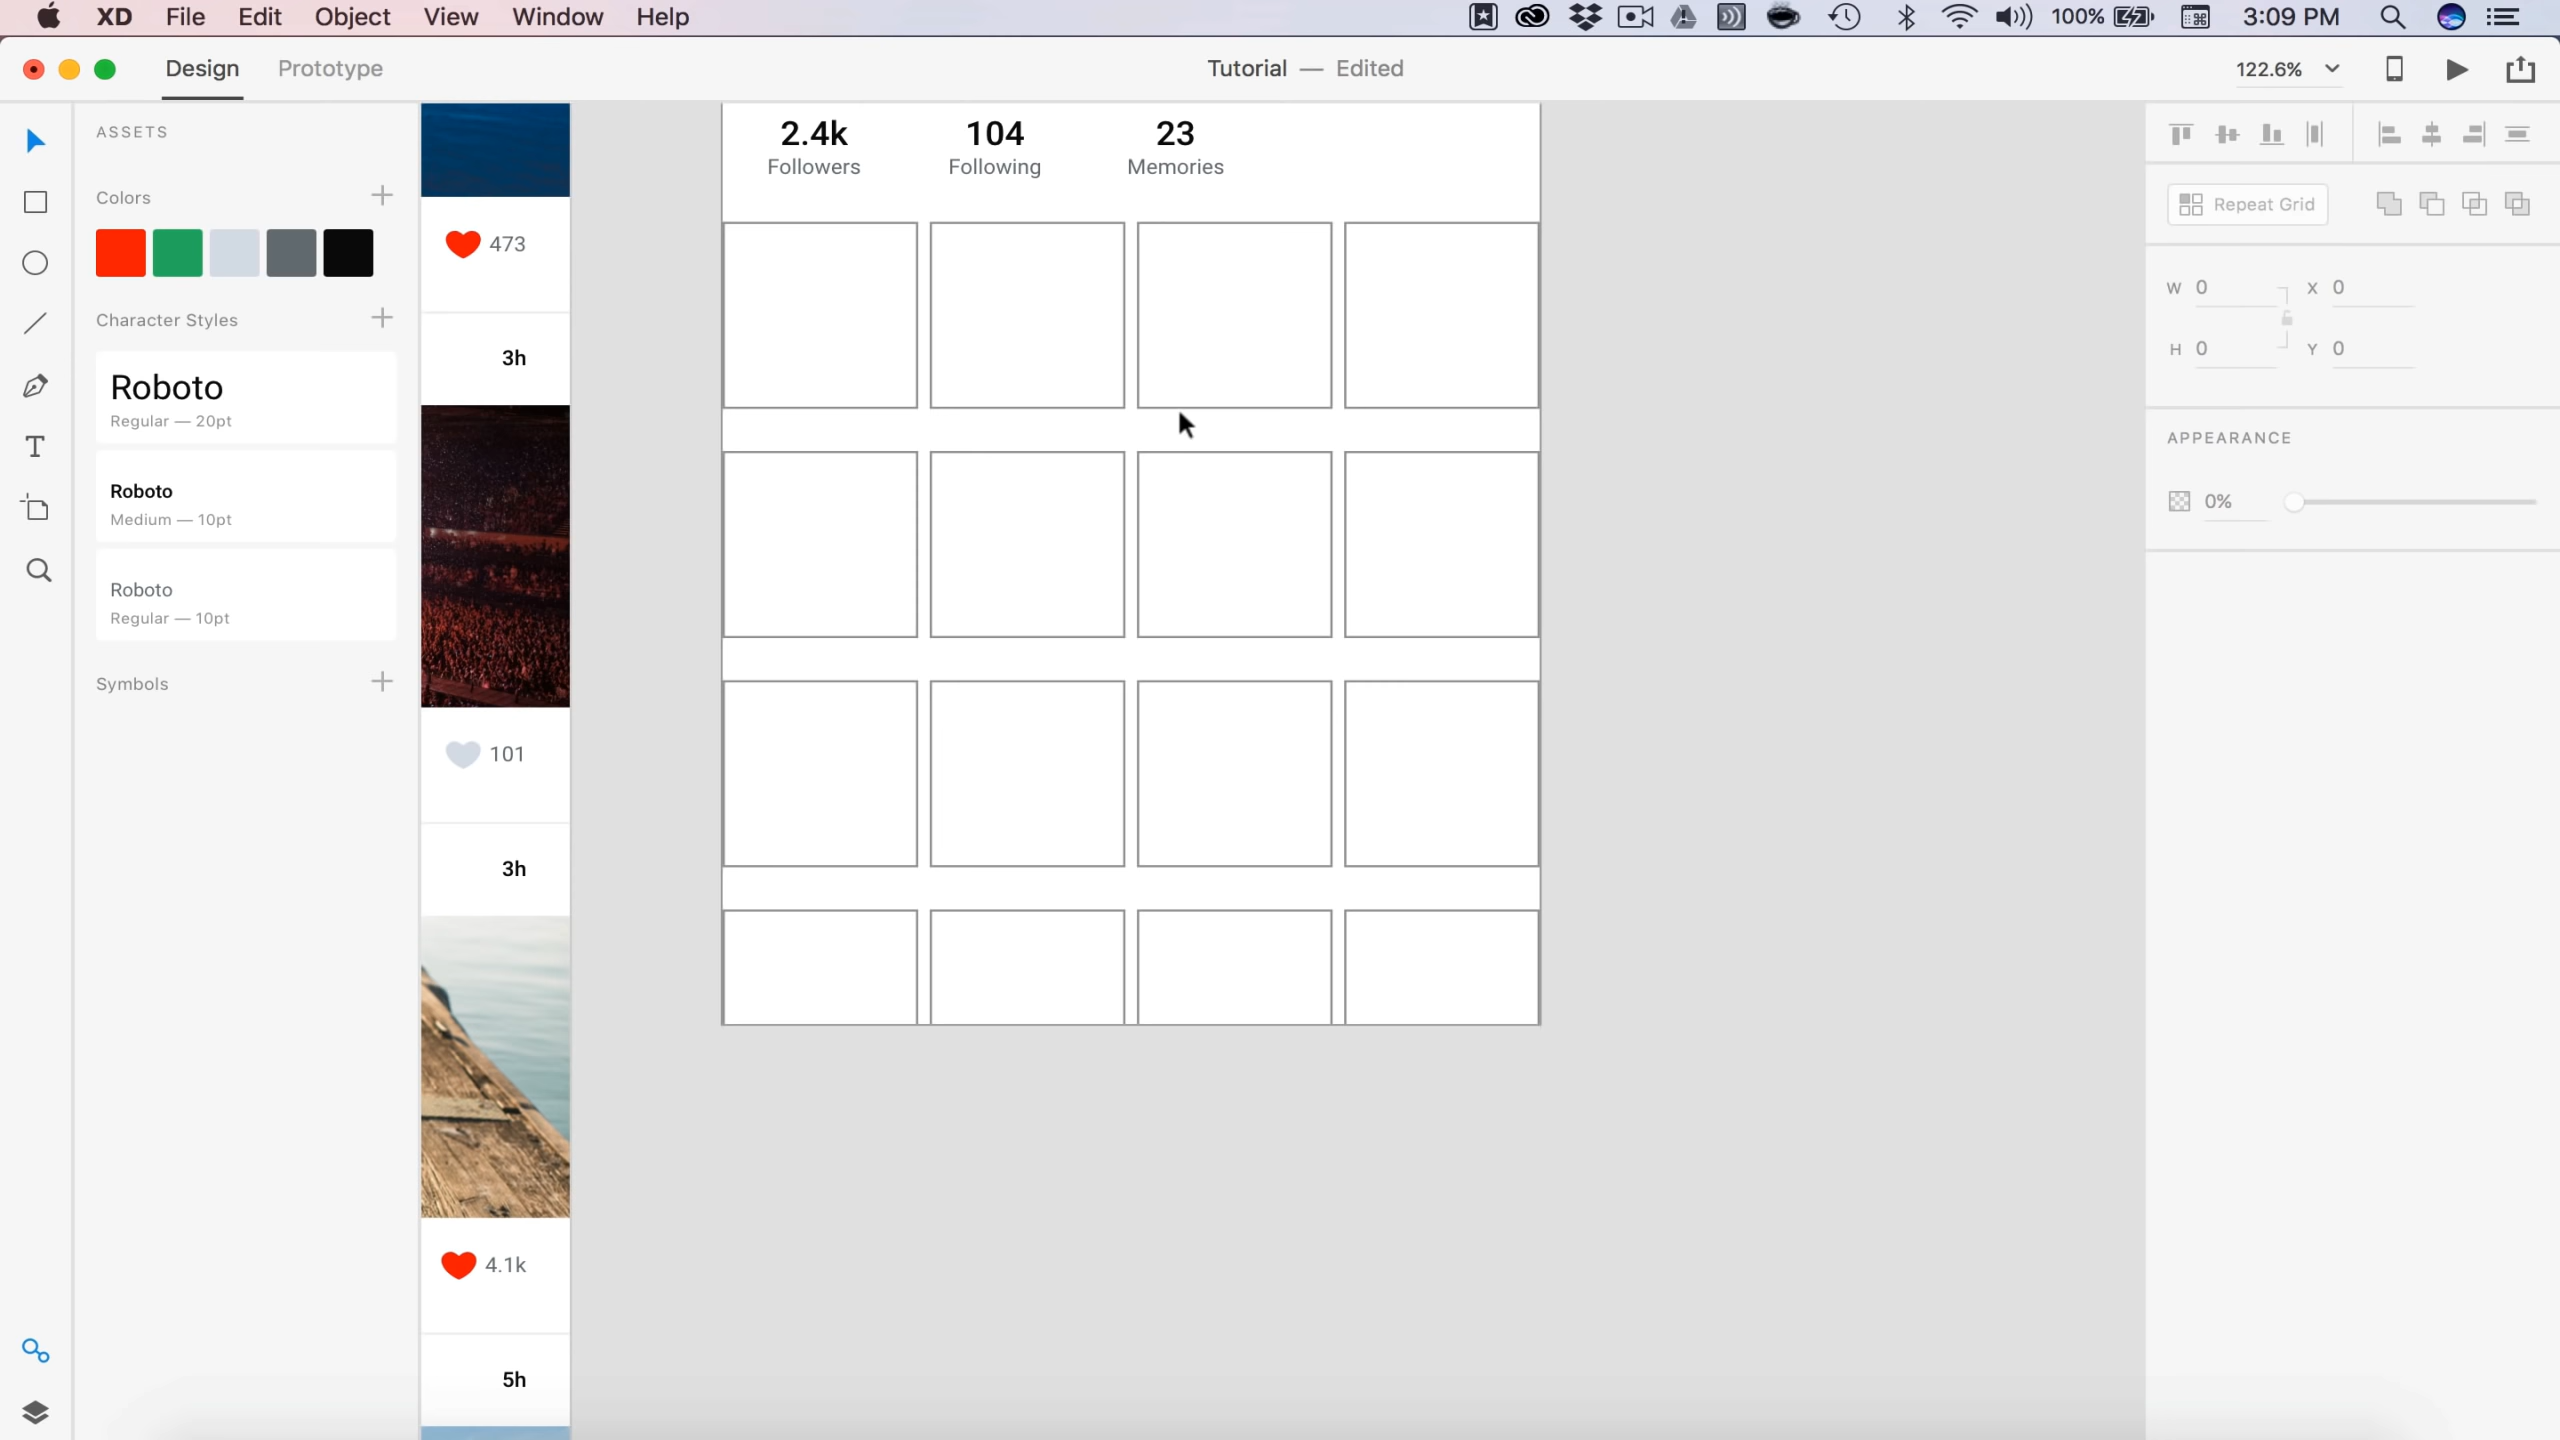 XD File Edit Object View Window Help 100% 3:09 PM
Design Prototype Tutorial — Edited 122.6%
ASSETS
Colors
Character Styles
Roboto
Regular — 20pt
Roboto
Medium — 10pt
Roboto
Regular — 10pt
Symbols
473
3h
101
3h
4.1k
5h
2.4k 104 23
Followers Following Memories
Repeat Grid
W 0 X 0
H 0 Y 0
APPEARANCE
0%